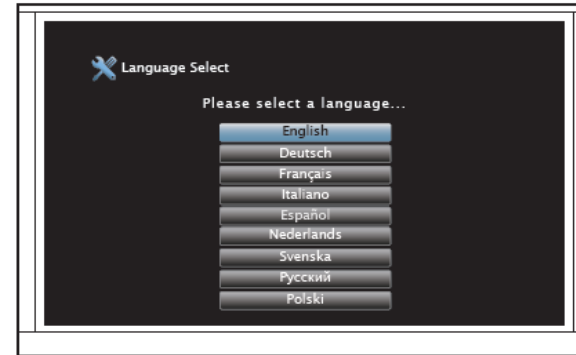 Language Select
Please select a language...
English
Deutsch
Français
Italiano
Español
Nederlands
Svenska
Русский
Polski